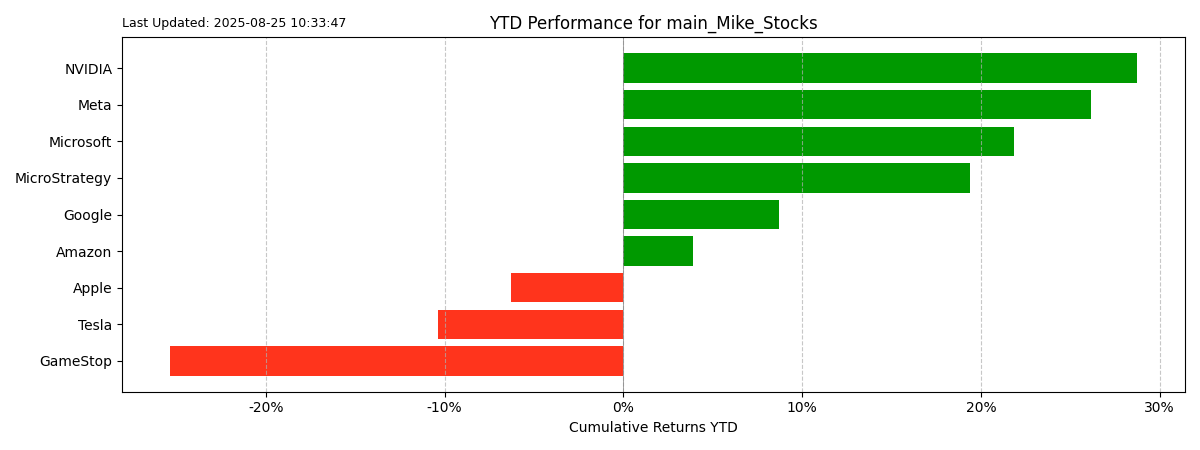 Last Updated: 2025-08-25 10:33:47
YTD Performance for main_Mike_Stocks
NVIDIA
Meta
Microsoft
MicroStrategy
Google
Amazon
Apple
Tesla
GameStop
-20% -10% 0% 10% 20% 30%
Cumulative Returns YTD